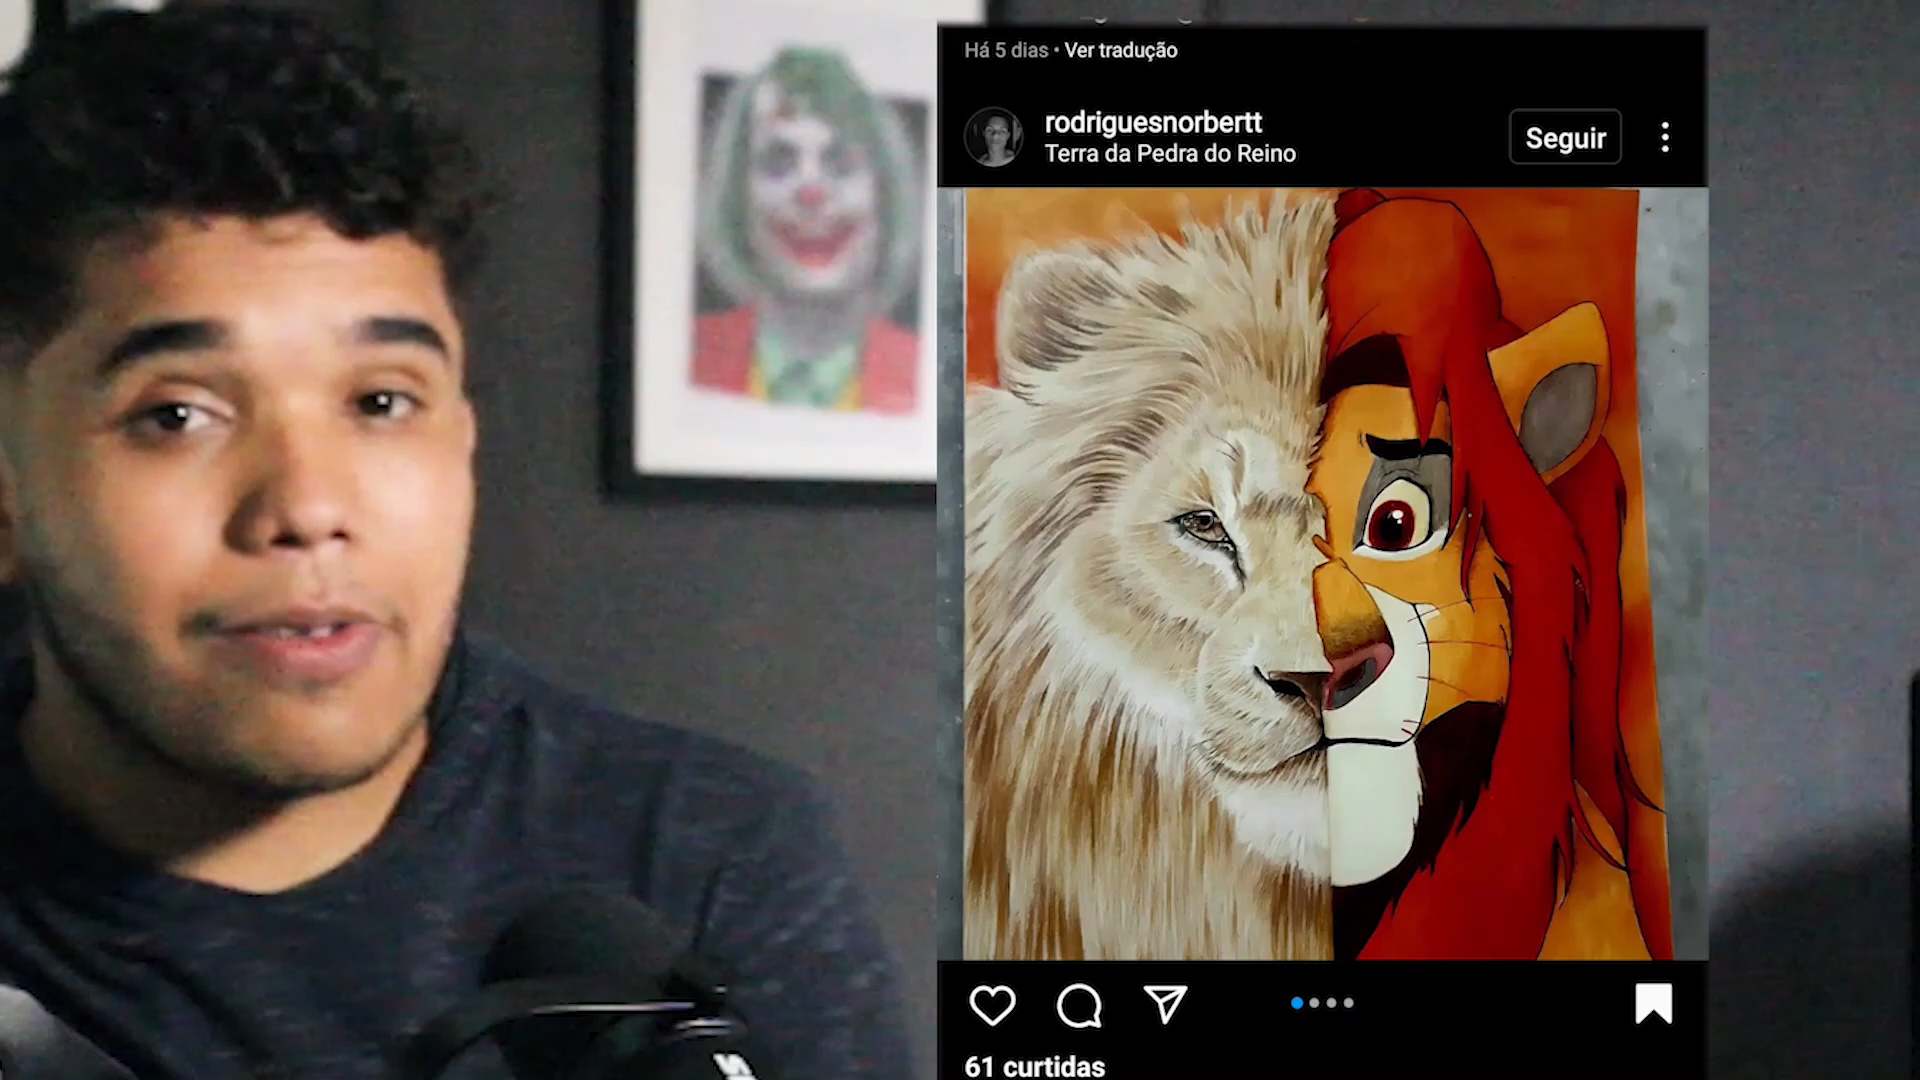 Há 5 dias • Ver tradução
rodriguesnorbertt
Seguir
Terra da Pedra do Reino
61 curtidas